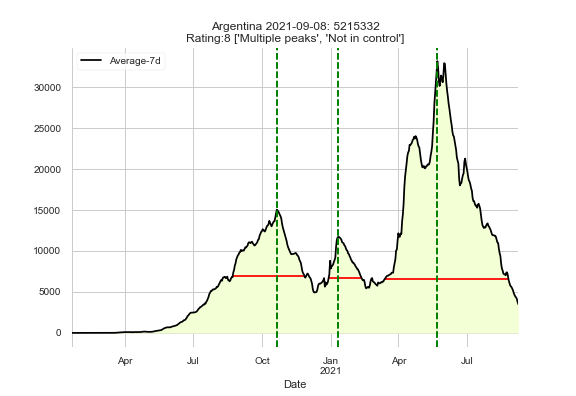 Argentina 2021-09-08: 5215332
Rating:8 ['Multiple peaks', 'Not in control']
Average-7d
30000
25000
20000
15000
10000
5000
0
Apr Jul Oct Jan Apr Jul
2021
Date